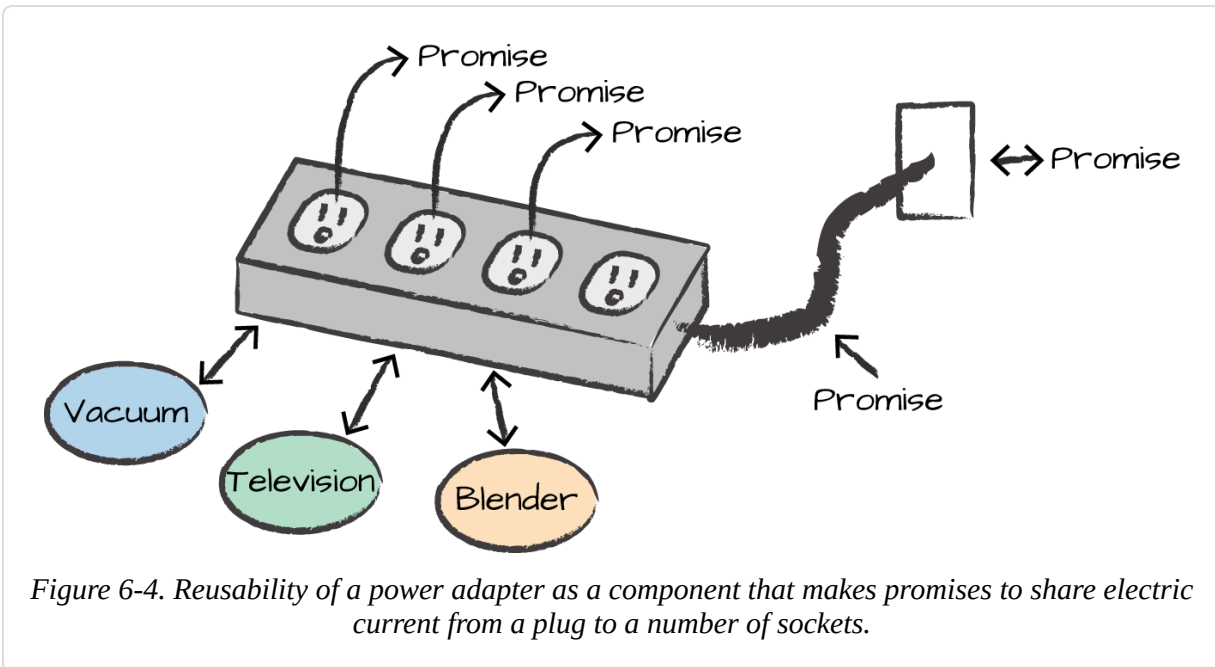 Promise
Promise
Promise
Promise
Promise
Vacuum
Television
Blender
Figure 6-4. Reusability of a power adapter as a component that makes promises to share electric
current from a plug to a number of sockets.